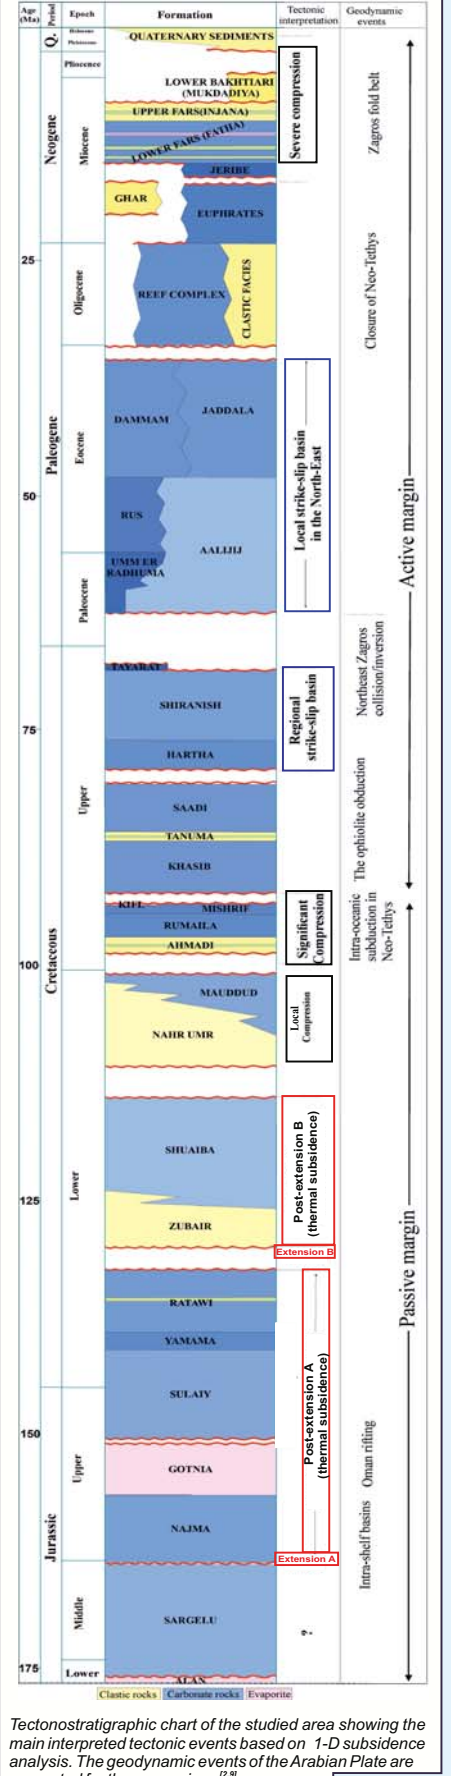 Age (Ma) Period Epoch Formation Tectonic interpretation Geodynamic events
Q.
Holocene
Pleistocene
QUATERNARY SEDIMENTS
Pliocence
LOWER BAKHTIARI
(MUKDADIYA)
Neogene
Miocene
UPPER FARS(INJANA)
LOWER FARS (FATHA)
JERIBE
GHAR
EUPHRATES
Severe compression
Zagros fold belt
25
Oligocene
REEF COMPLEX
CLASTIC FACIES
Closure of Neo-Tethys
Paleogene
Eocene
DAMMAM
JADDALA
50
RUS
AALIJIJ
UMM ER
RADHUMA
Paleocene
Local strike-slip basin
in the North-East
Active margin
TAYARAT
SHIRANISH
75
HARTHA
Regional
strike-slip basin
Northeast Zagros
collision/inversion
Upper
SAADI
TANUMA
KHASIB
The ophiolite obduction
Cretaceous
KIFL
MISHRIF
RUMAILA
AHMADI
Significant
Compression
Intra-oceanic
subduction in
Neo-Tethys
100
MAUDDUD
NAHR UMR
Local
Compression
Lower
SHUAIBA
125
ZUBAIR
Post-extension B
(thermal subsidence)
Extension B
Passive margin
RATAWI
YAMAMA
SULAIY
150
Jurassic
Upper
GOTNIA
NAJMA
Post-extension A
(thermal subsidence)
Extension A
Oman rifting
Intra-shelf basins
Middle
SARGELU
?
175
Lower
ALAN
Clastic rocks Carbonate rocks Evaporite
Tectonostratigraphic chart of the studied area showing the
main interpreted tectonic events based on 1-D subsidence
analysis. The geodynamic events of the Arabian Plate are